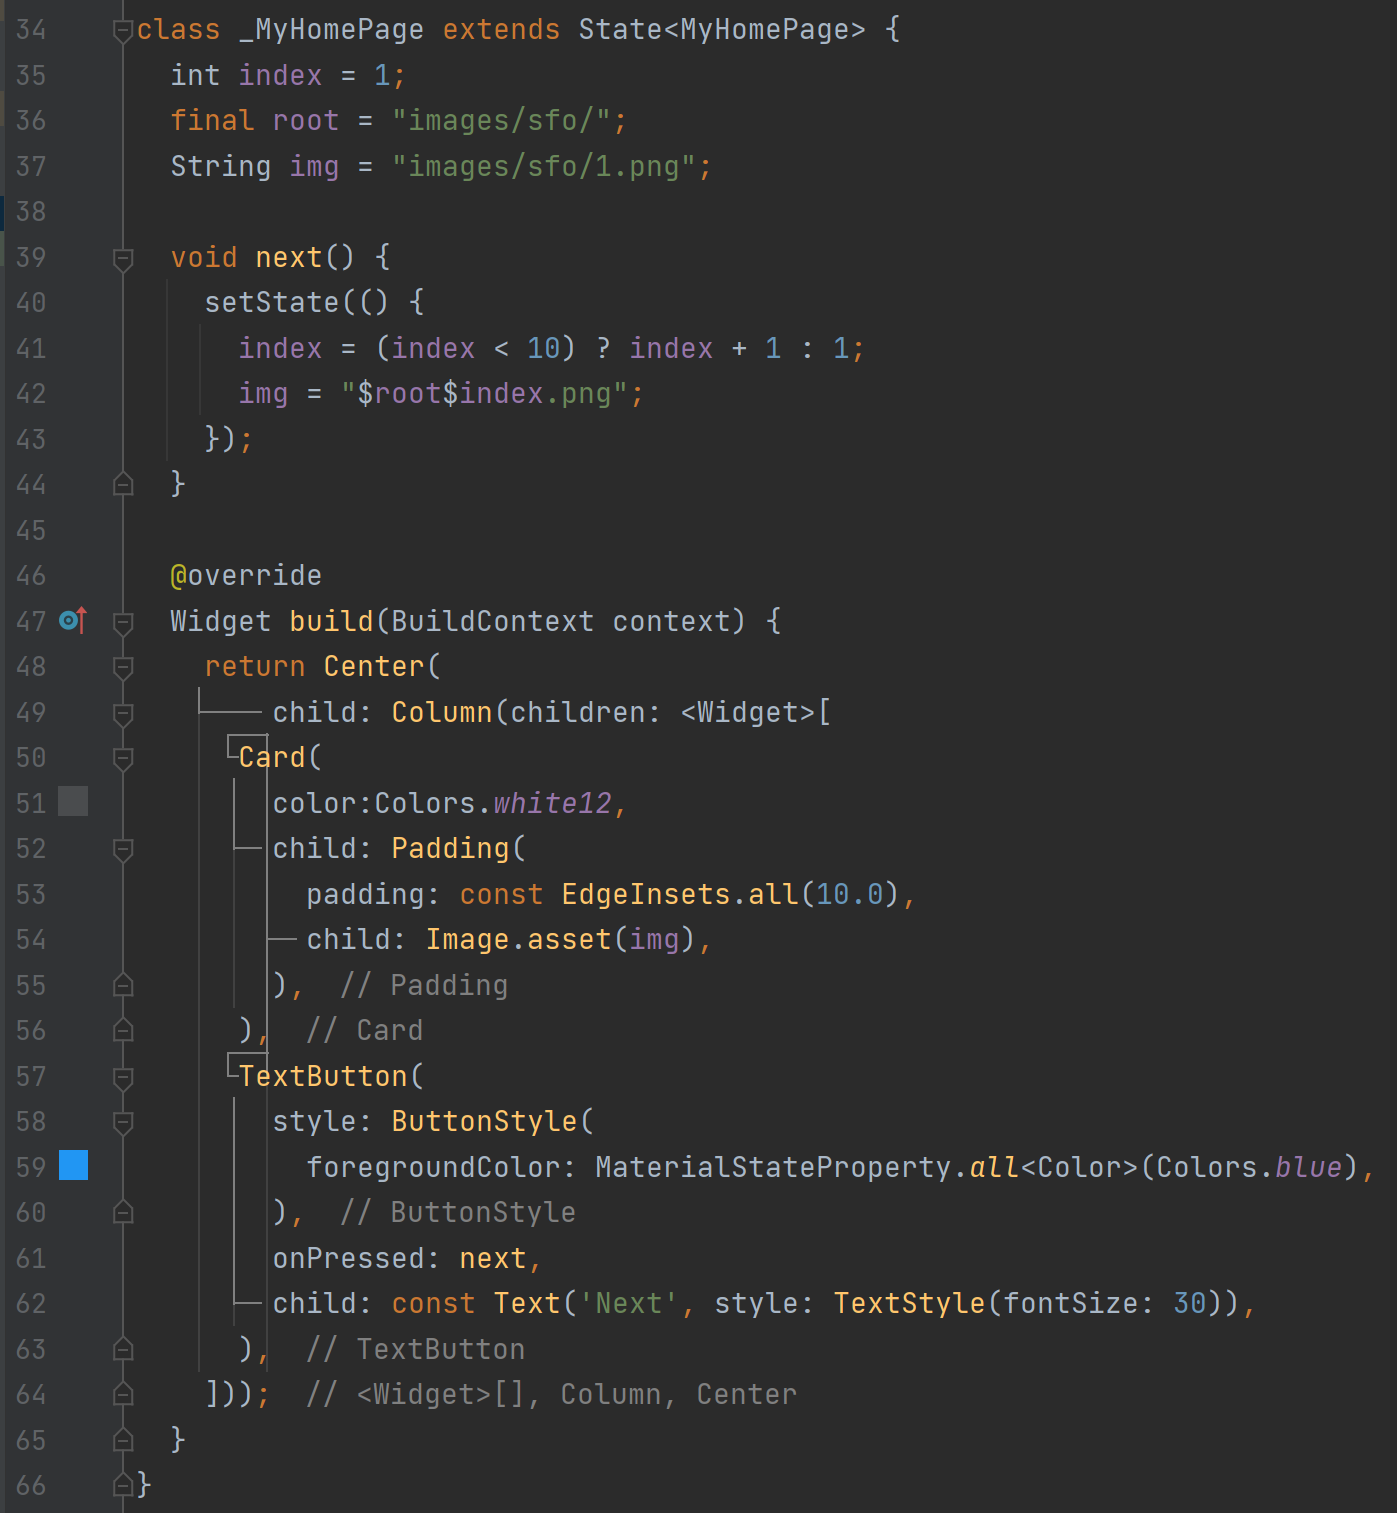 34 class _MyHomePage extends State<MyHomePage> {
35   int index = 1;
36   final root = "images/sfo/";
37   String img = "images/sfo/1.png";
38
39   void next() {
40     setState(() {
41       index = (index < 10) ? index + 1 : 1;
42       img = "$root$index.png";
43     });
44   }
45
46   @override
47   Widget build(BuildContext context) {
48     return Center(
49         child: Column(children: <Widget>[
50       Card(
51         color:Colors.white12,
52         child: Padding(
53           padding: const EdgeInsets.all(10.0),
54           child: Image.asset(img),
55         ),  // Padding
56       ),  // Card
57       TextButton(
58         style: ButtonStyle(
59           foregroundColor: MaterialStateProperty.all<Color>(Colors.blue),
60         ),  // ButtonStyle
61         onPressed: next,
62         child: const Text('Next', style: TextStyle(fontSize: 30)),
63       ),  // TextButton
64     ]));  // <Widget>[], Column, Center
65   }
66 }